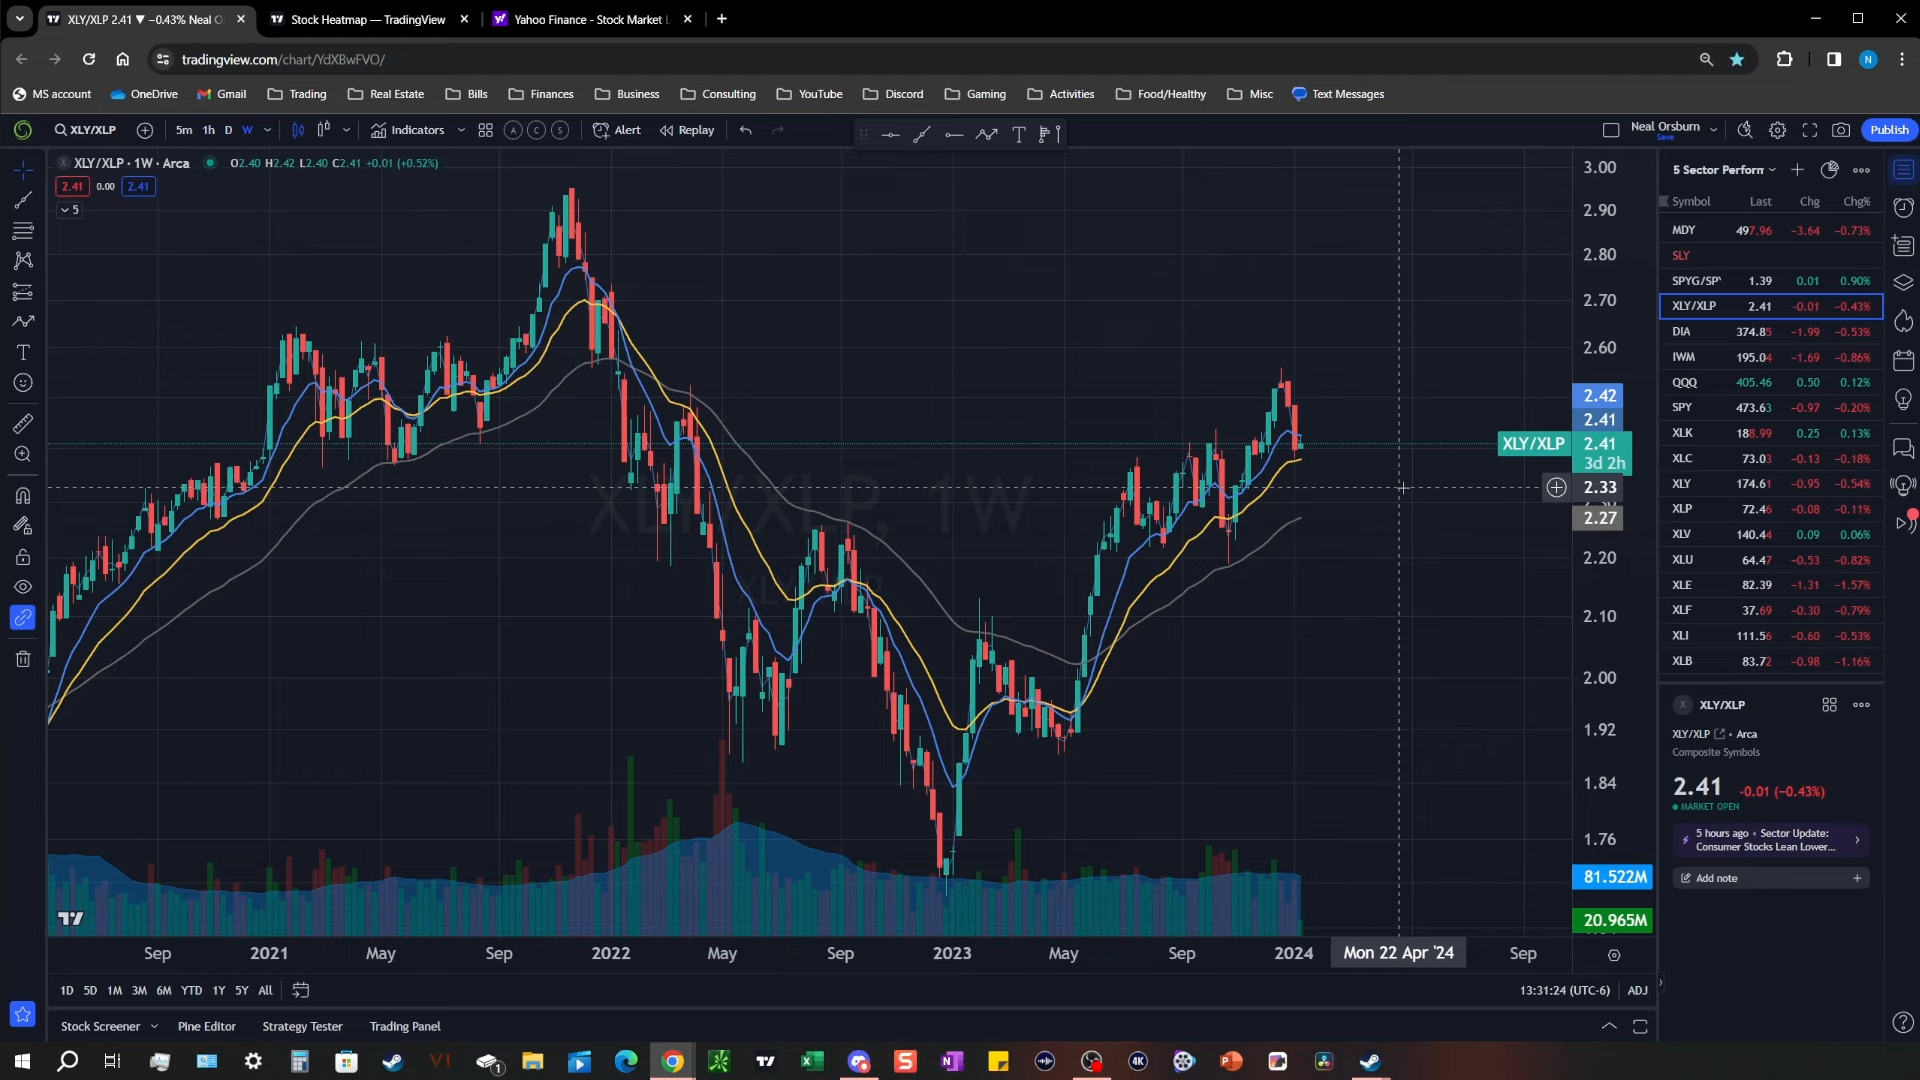 XLY/XLP 2.41 ▼ −0.43% Neal O
Stock Heatmap — TradingView
Yahoo Finance - Stock Market L
tradingview.com/chart/YdXBwFVO/
N
MS account
OneDrive
Gmail
Trading
Real Estate
Bills
Finances
Business
Consulting
YouTube
Discord
Gaming
Activities
Food/Healthy
Misc
Text Messages
XLY/XLP
5m 1h D W
Indicators
A C S
Alert
Replay
Neal Orsburn
Save
Publish
XLY/XLP · 1W · Arca
O2.40 H2.42 L2.40 C2.41 +0.01 (+0.52%)
2.41 0.00 2.41
5
XLY/XLP, 1W
XLY/XLP
3.00
2.90
2.80
2.70
2.60
2.42
2.41
XLY/XLP 2.41
3d 2h
2.33
2.27
2.20
2.10
2.00
1.92
1.84
1.76
81.522M
20.965M
Sep 2021 May Sep 2022 May Sep 2023 May Sep 2024 Mon 22 Apr '24 Sep
1D 5D 1M 3M 6M YTD 1Y 5Y All
13:31:24 (UTC-6) ADJ
Stock Screener
Pine Editor
Strategy Tester
Trading Panel
5 Sector Perform
Symbol Last Chg Chg%
MDY 497.96 −3.64 −0.73%
SLY
SPYG/SP 1.39 0.01 0.90%
XLY/XLP 2.41 -0.01 −0.43%
DIA 374.85 −1.99 −0.53%
IWM 195.04 −1.69 −0.86%
QQQ 405.46 0.50 0.12%
SPY 473.63 −0.97 −0.20%
XLK 188.99 0.25 0.13%
XLC 73.03 −0.13 −0.18%
XLY 174.61 −0.95 −0.54%
XLP 72.46 −0.08 −0.11%
XLV 140.44 0.09 0.06%
XLU 64.47 −0.53 −0.82%
XLE 82.39 −1.31 −1.57%
XLF 37.69 −0.30 −0.79%
XLI 111.56 −0.60 −0.53%
XLB 83.72 −0.98 −1.16%
XLY/XLP
XLY/XLP • Arca
Composite Symbols
2.41 -0.01 (−0.43%)
MARKET OPEN
5 hours ago • Sector Update:
Consumer Stocks Lean Lower...
Add note